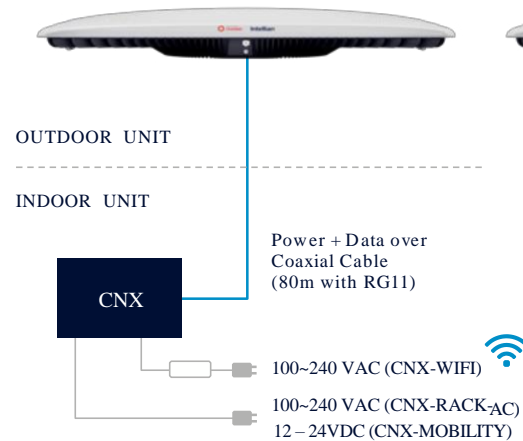 Intellian
OUTDOOR UNIT
INDOOR UNIT
Power + Data over
Coaxial Cable
(80m with RG11)
CNX
100~240 VAC (CNX-WIFI)
100~240 VAC (CNX-RACK-AC)
12 – 24VDC (CNX-MOBILITY)